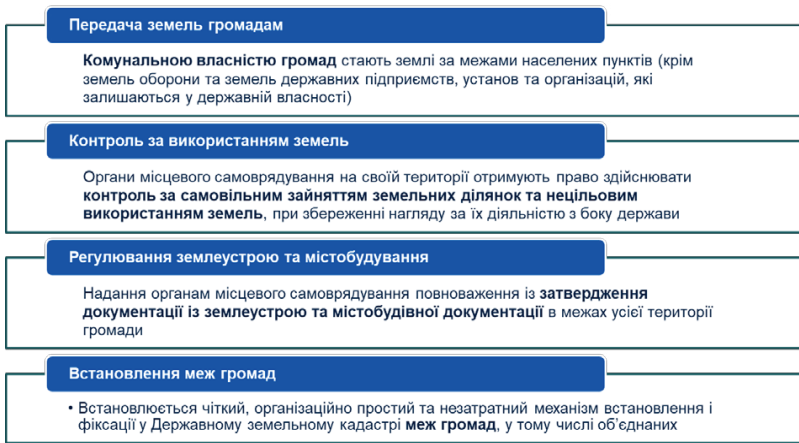 Передача земель громадам
Комунальною власністю громад стають землі за межами населених пунктів (крім
земель оборони та земель державних підприємств, установ та організацій, які
залишаються у державній власності)
Контроль за використанням земель
Органи місцевого самоврядування на своїй території отримують право здійснювати
контроль за самовільним зайняттям земельних ділянок та нецільовим
використанням земель, при збереженні нагляду за їх діяльністю з боку держави
Регулювання землеустрою та містобудування
Надання органам місцевого самоврядування повноваження із затвердження
документації із землеустрою та містобудівної документації в межах усієї території
громади
Встановлення меж громад
• Встановлюється чіткий, організаційно простий та незатратний механізм встановлення і
фіксації у Державному земельному кадастрі меж громад, у тому числі об’єднаних